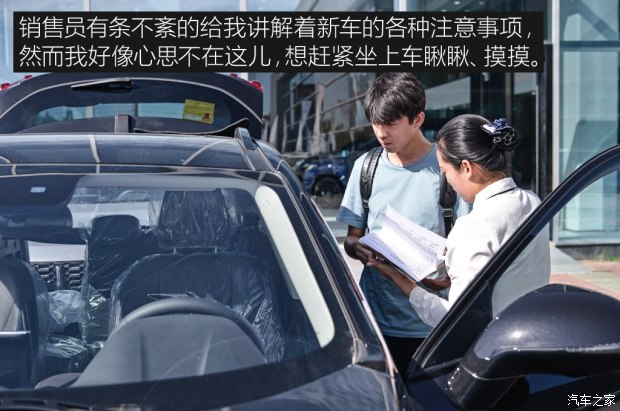 销售员有条不紊的给我讲解着新车的各种注意事项，
然而我好像心思不在这儿，想赶紧坐上车瞅瞅、摸摸。
汽车之家